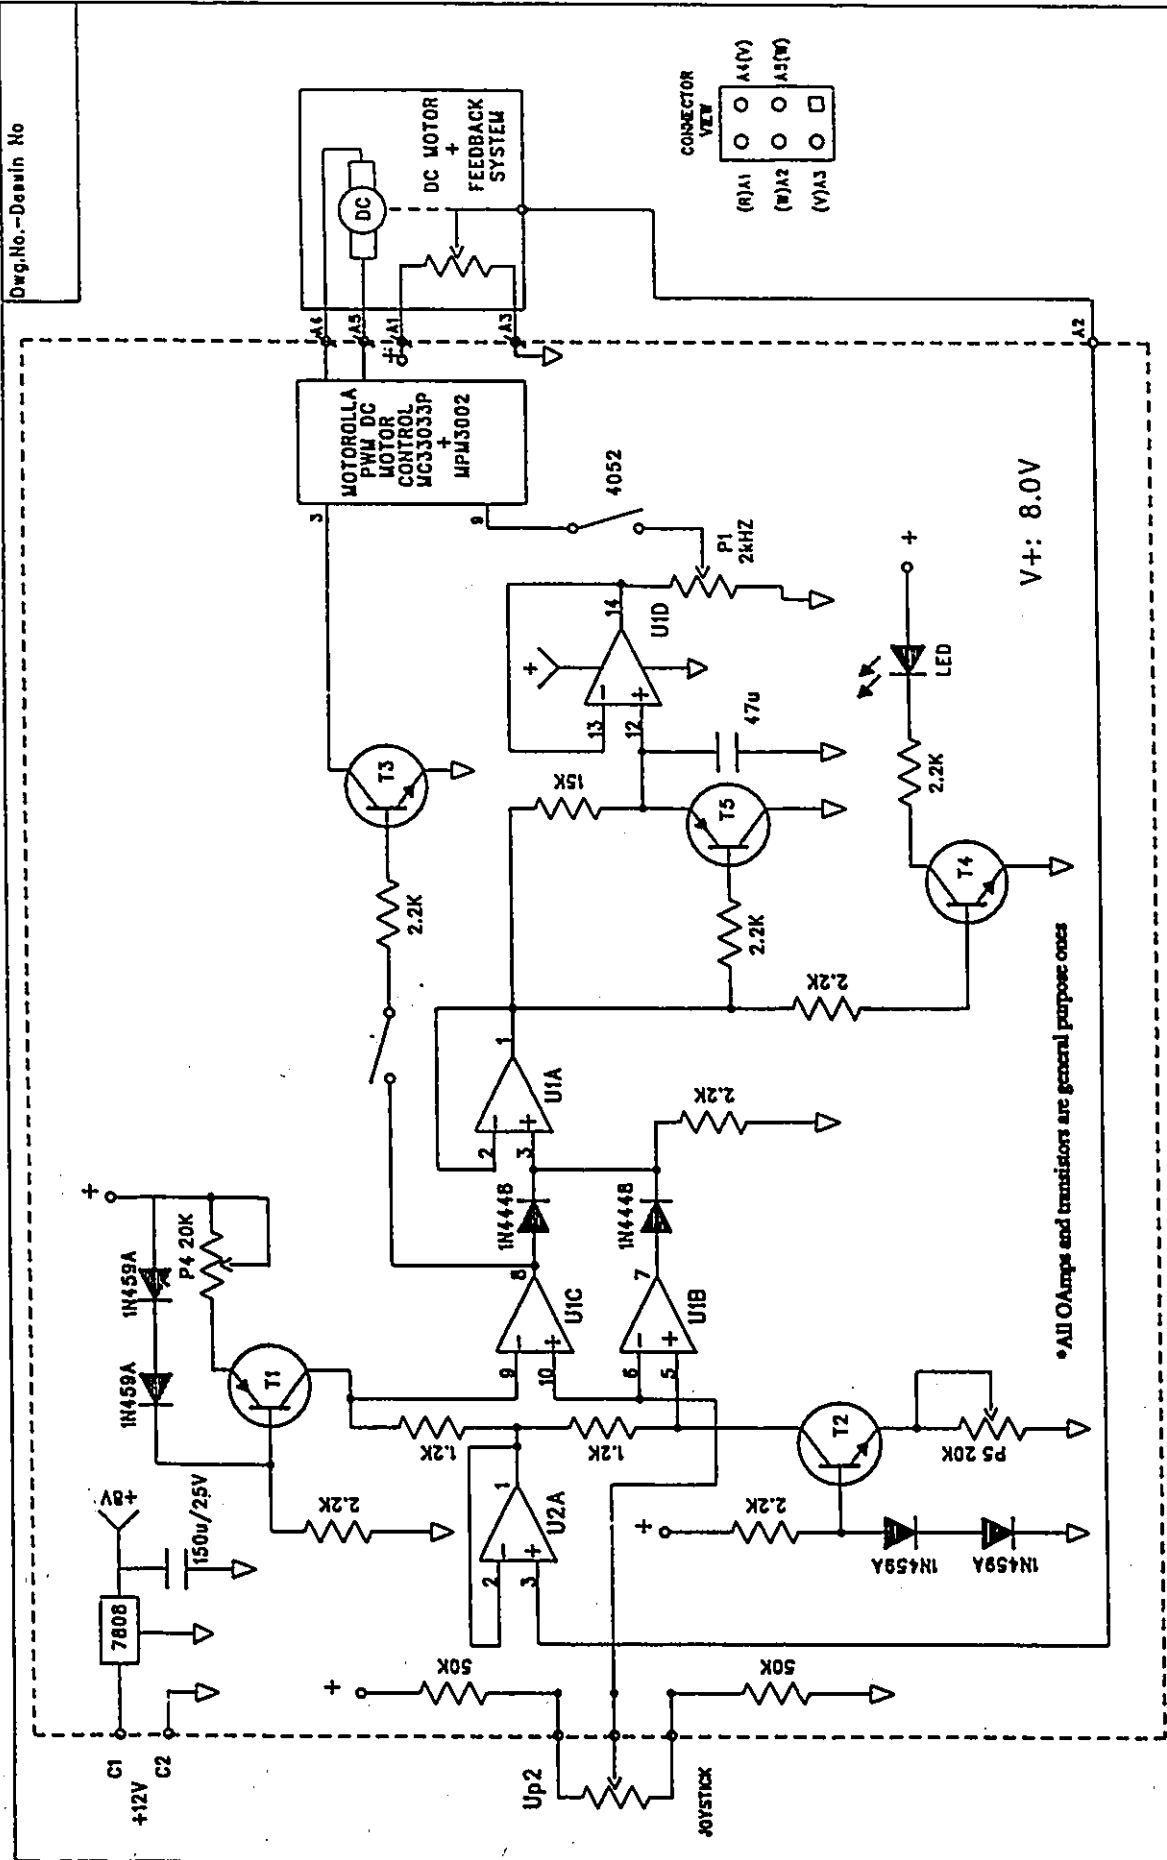 Dwg.No.-Dessin No
C1
+12V
C2
7808
+8V
150u/25V
1N459A
1N459A
+
P4 20K
T1
2.2K
+
50K
Up2
JOYSTICK
50K
2
3
1
U2A
1.2K
1.2K
9
10
8
U1C
6
5
7
U1B
1N4448
1N4448
2.2K
2
3
1
U1A
2.2K
T3
15K
2.2K
T5
47u
13
12
14
U1D
+
P1
2kHZ
4052
3
9
MOTOROLLA
PWM DC
MOTOR
CONTROL
MC33033P
+
MPM3002
A6
A5
A1
A3
A2
DC
DC MOTOR
+
FEEDBACK
SYSTEM
CONNECTOR
VIEW
(R)A1
A4(V)
(W)A2
A5(W)
(V)A3
+
2.2K
T2
1N459A
1N459A
P5 20K
2.2K
T4
2.2K
LED
+
V+: 8.0V
*All OAmps and transistors are general purpose ones